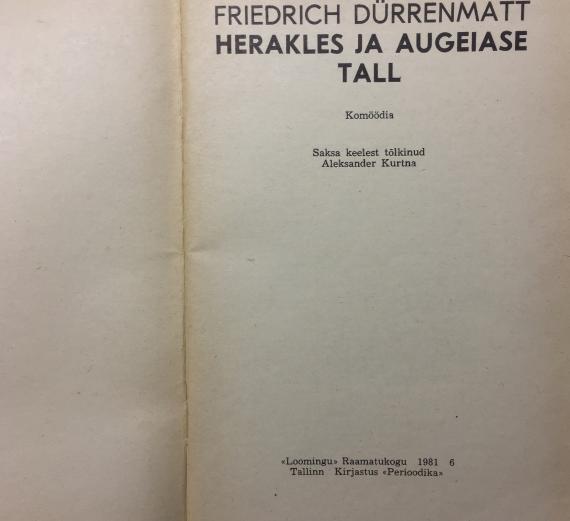 FRIEDRICH DÜRRENMATT
HERAKLES JA AUGEIASE
TALL
Komöödia
Saksa keelest tõlkinud
Aleksander Kurtna
«Loomingu» Raamatukogu 1981 6
Tallinn Kirjastus «Perioodika»